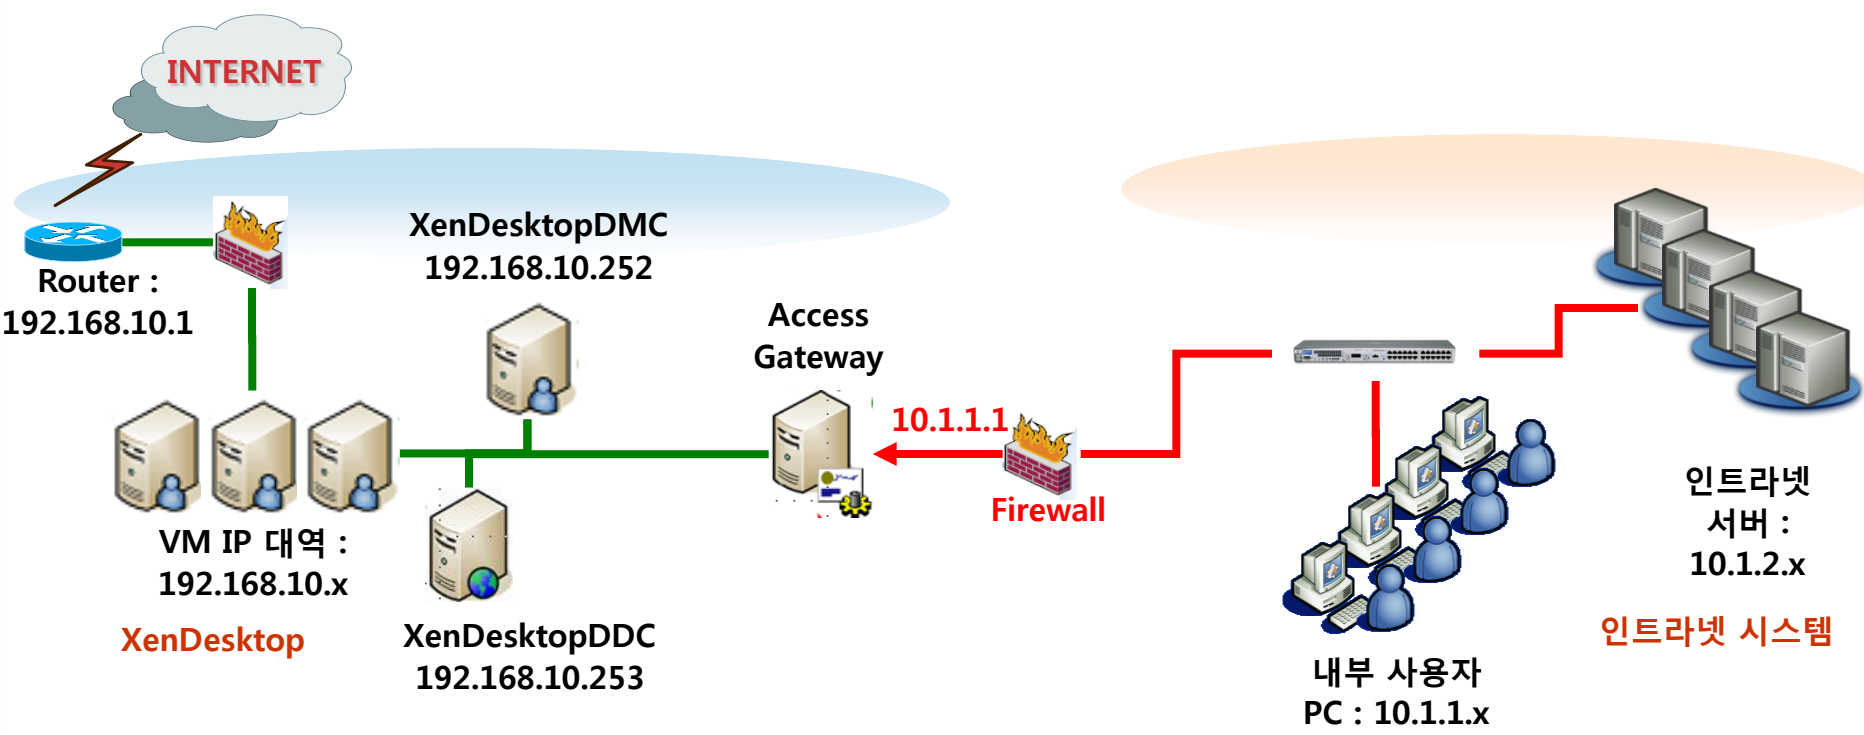 INTERNET
Router :
192.168.10.1
XenDesktopDMC
192.168.10.252
Access
Gateway
10.1.1.1
Firewall
VM IP 대역 :
192.168.10.x
XenDesktop
XenDesktopDDC
192.168.10.253
내부 사용자
PC : 10.1.1.x
인트라넷
서버 :
10.1.2.x
인트라넷 시스템